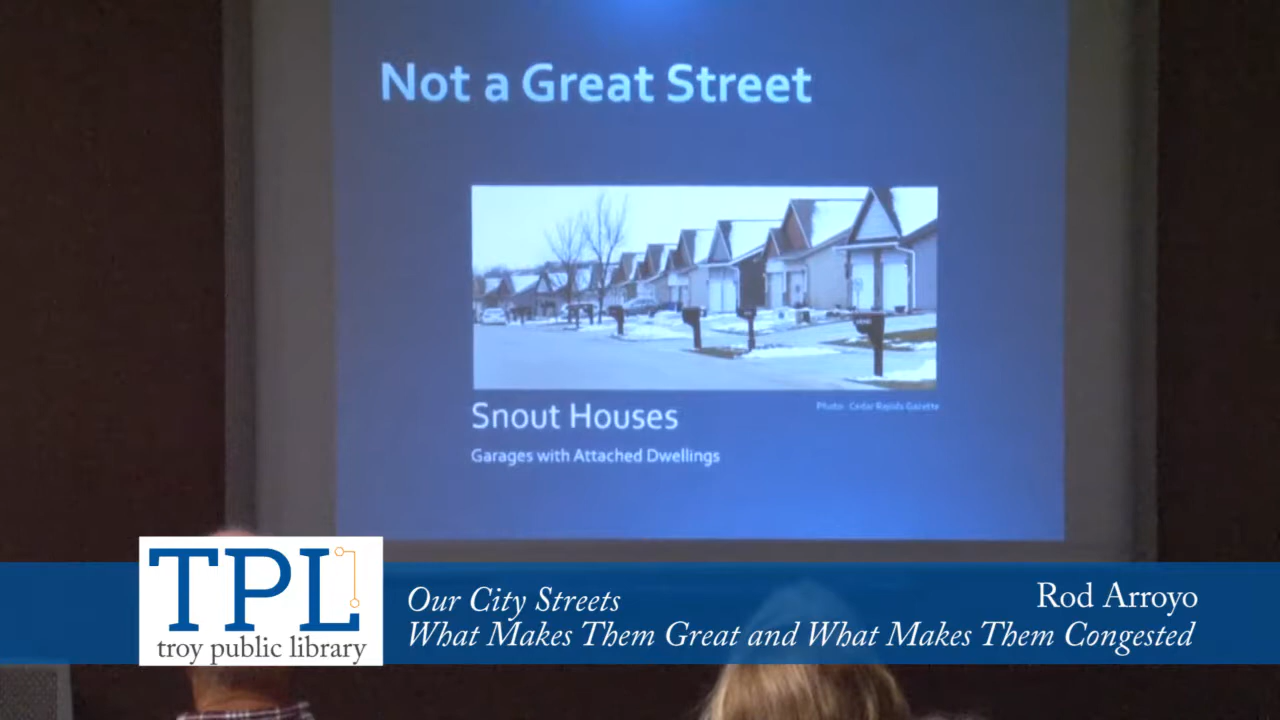 Not a Great Street
Snout Houses
Photo: Cedar Rapids Gazette
Garages with Attached Dwellings
TPL
troy public library
Our City Streets
Rod Arroyo
What Makes Them Great and What Makes Them Congested